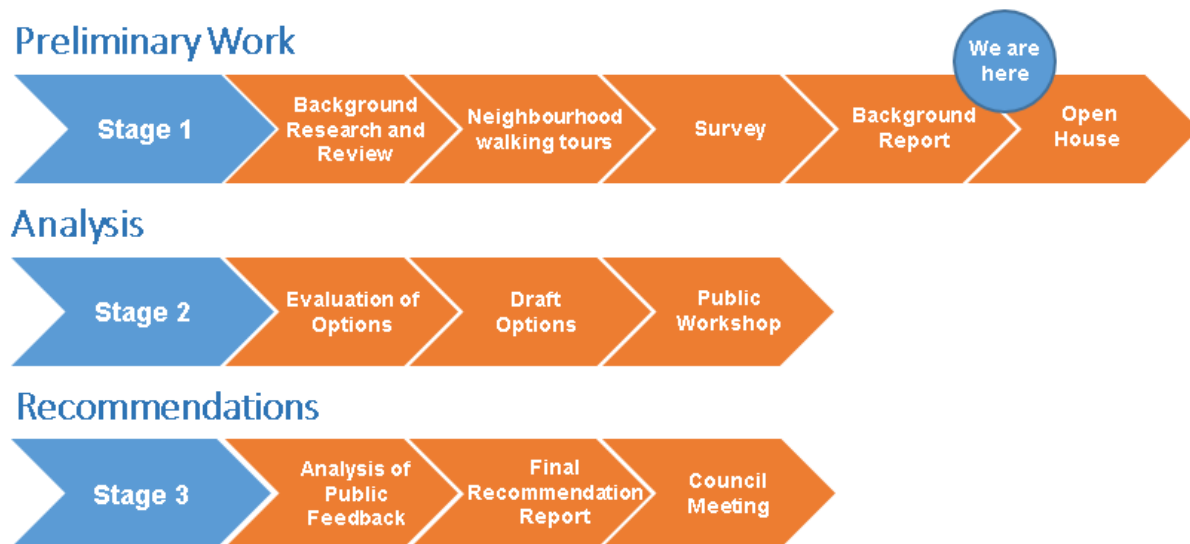 Preliminary Work
We are
here
Stage 1
Background
Research and
Review
Neighbourhood
walking tours
Survey
Background
Report
Open
House
Analysis
Stage 2
Evaluation of
Options
Draft
Options
Public
Workshop
Recommendations
Stage 3
Analysis of
Public
Feedback
Final
Recommendation
Report
Council
Meeting